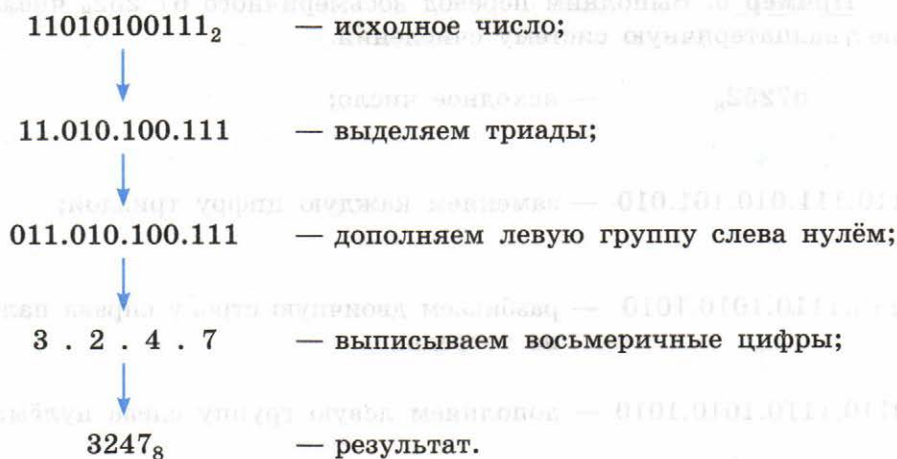 11010100111₂ — исходное число;
11.010.100.111 — выделяем триады;
011.010.100.111 — дополняем левую группу слева нулём;
3 . 2 . 4 . 7 — выписываем восьмеричные цифры;
3247₈ — результат.